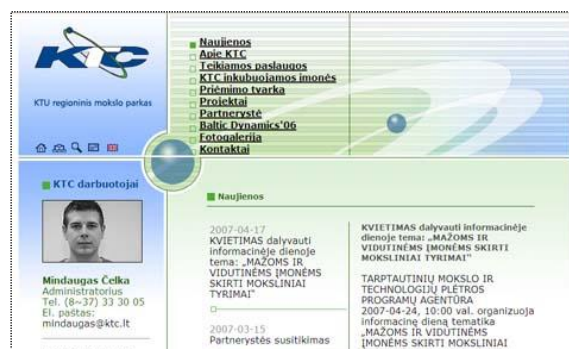 KTC
KTU regioninis mokslo parkas
Naujienos
Apie KTC
Teikiamos paslaugos
KTC inkubuojamos imonės
Priėmimo tvarka
Projektai
Partnerystė
Baltic Dynamics'06
Fotogalerija
Kontaktai
KTC darbuotojai
Mindaugas Čelka
Administratorius
Tel. (8~37) 33 30 05
El. paštas:
mindaugas@ktc.lt
Naujienos
2007-04-17
KVIETIMAS dalyvauti
informacinėje dienoje
tema: „MAŽOMS IR
VIDUTINĖMS ĮMONĖMS
SKIRTI MOKSLINIAI
TYRIMAI"
2007-03-15
Partnerystės susitikimas
KVIETIMAS dalyvauti informacinėje
dienoje tema: „MAŽOMS IR
VIDUTINĖMS ĮMONĖMS SKIRTI
MOKSLINIAI TYRIMAI"
TARPTAUTINIŲ MOKSLO IR
TECHNOLOGIJŲ PLĖTROS
PROGRAMŲ AGENTŪRA
2007-04-24, 10:00 val. organizuoja
informacinę dieną tematika
„MAŽOMS IR VIDUTINĖMS
ĮMONĖMS SKIRTI MOKSLINIAI